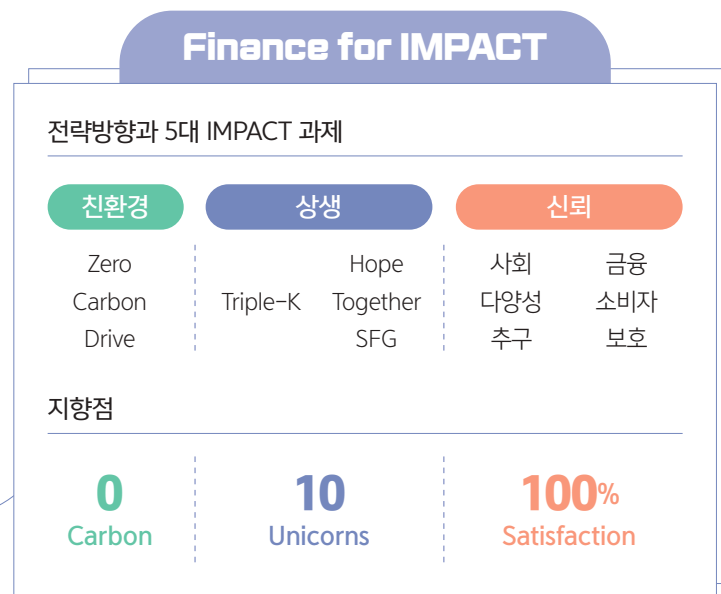 Finance for IMPACT
전략방향과 5대 IMPACT 과제
친환경
상생
신뢰
Zero
Carbon
Drive
Triple-K
Hope
Together
SFG
사회
다양성
추구
금융
소비자
보호
지향점
0
Carbon
10
Unicorns
100%
Satisfaction